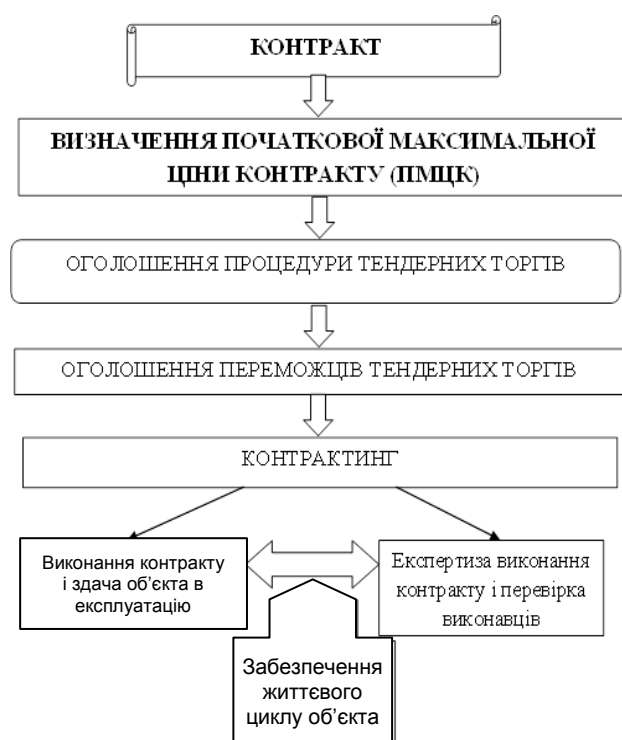 КОНТРАКТ
ВИЗНАЧЕННЯ ПОЧАТКОВОЇ МАКСИМАЛЬНОЇ
ЦІНИ КОНТРАКТУ (ПМЦК)
ОГОЛОШЕННЯ ПРОЦЕДУРИ ТЕНДЕРНИХ ТОРГІВ
ОГОЛОШЕННЯ ПЕРЕМОЖЦІВ ТЕНДЕРНИХ ТОРГІВ
КОНТРАКТИНГ
Виконання контракту
і здача об’єкта в
експлуатацію
Експертиза виконання
контракту і перевірка
виконавців
Забезпечення
життєвого
циклу об’єкта